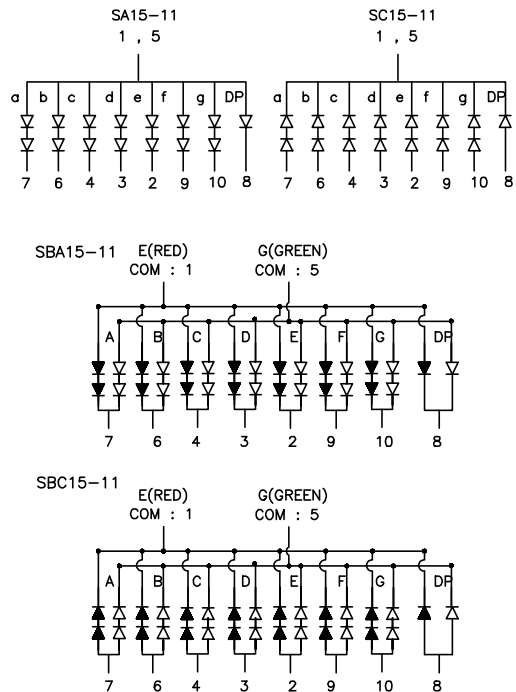 SA15-11
1 , 5
a b c d e f g DP
7 6 4 3 2 9 10 8
SC15-11
1 , 5
a b c d e f g DP
7 6 4 3 2 9 10 8
SBA15-11
E(RED)
COM : 1
G(GREEN)
COM : 5
A B C D E F G DP
7 6 4 3 2 9 10 8
SBC15-11
E(RED)
COM : 1
G(GREEN)
COM : 5
A B C D E F G DP
7 6 4 3 2 9 10 8